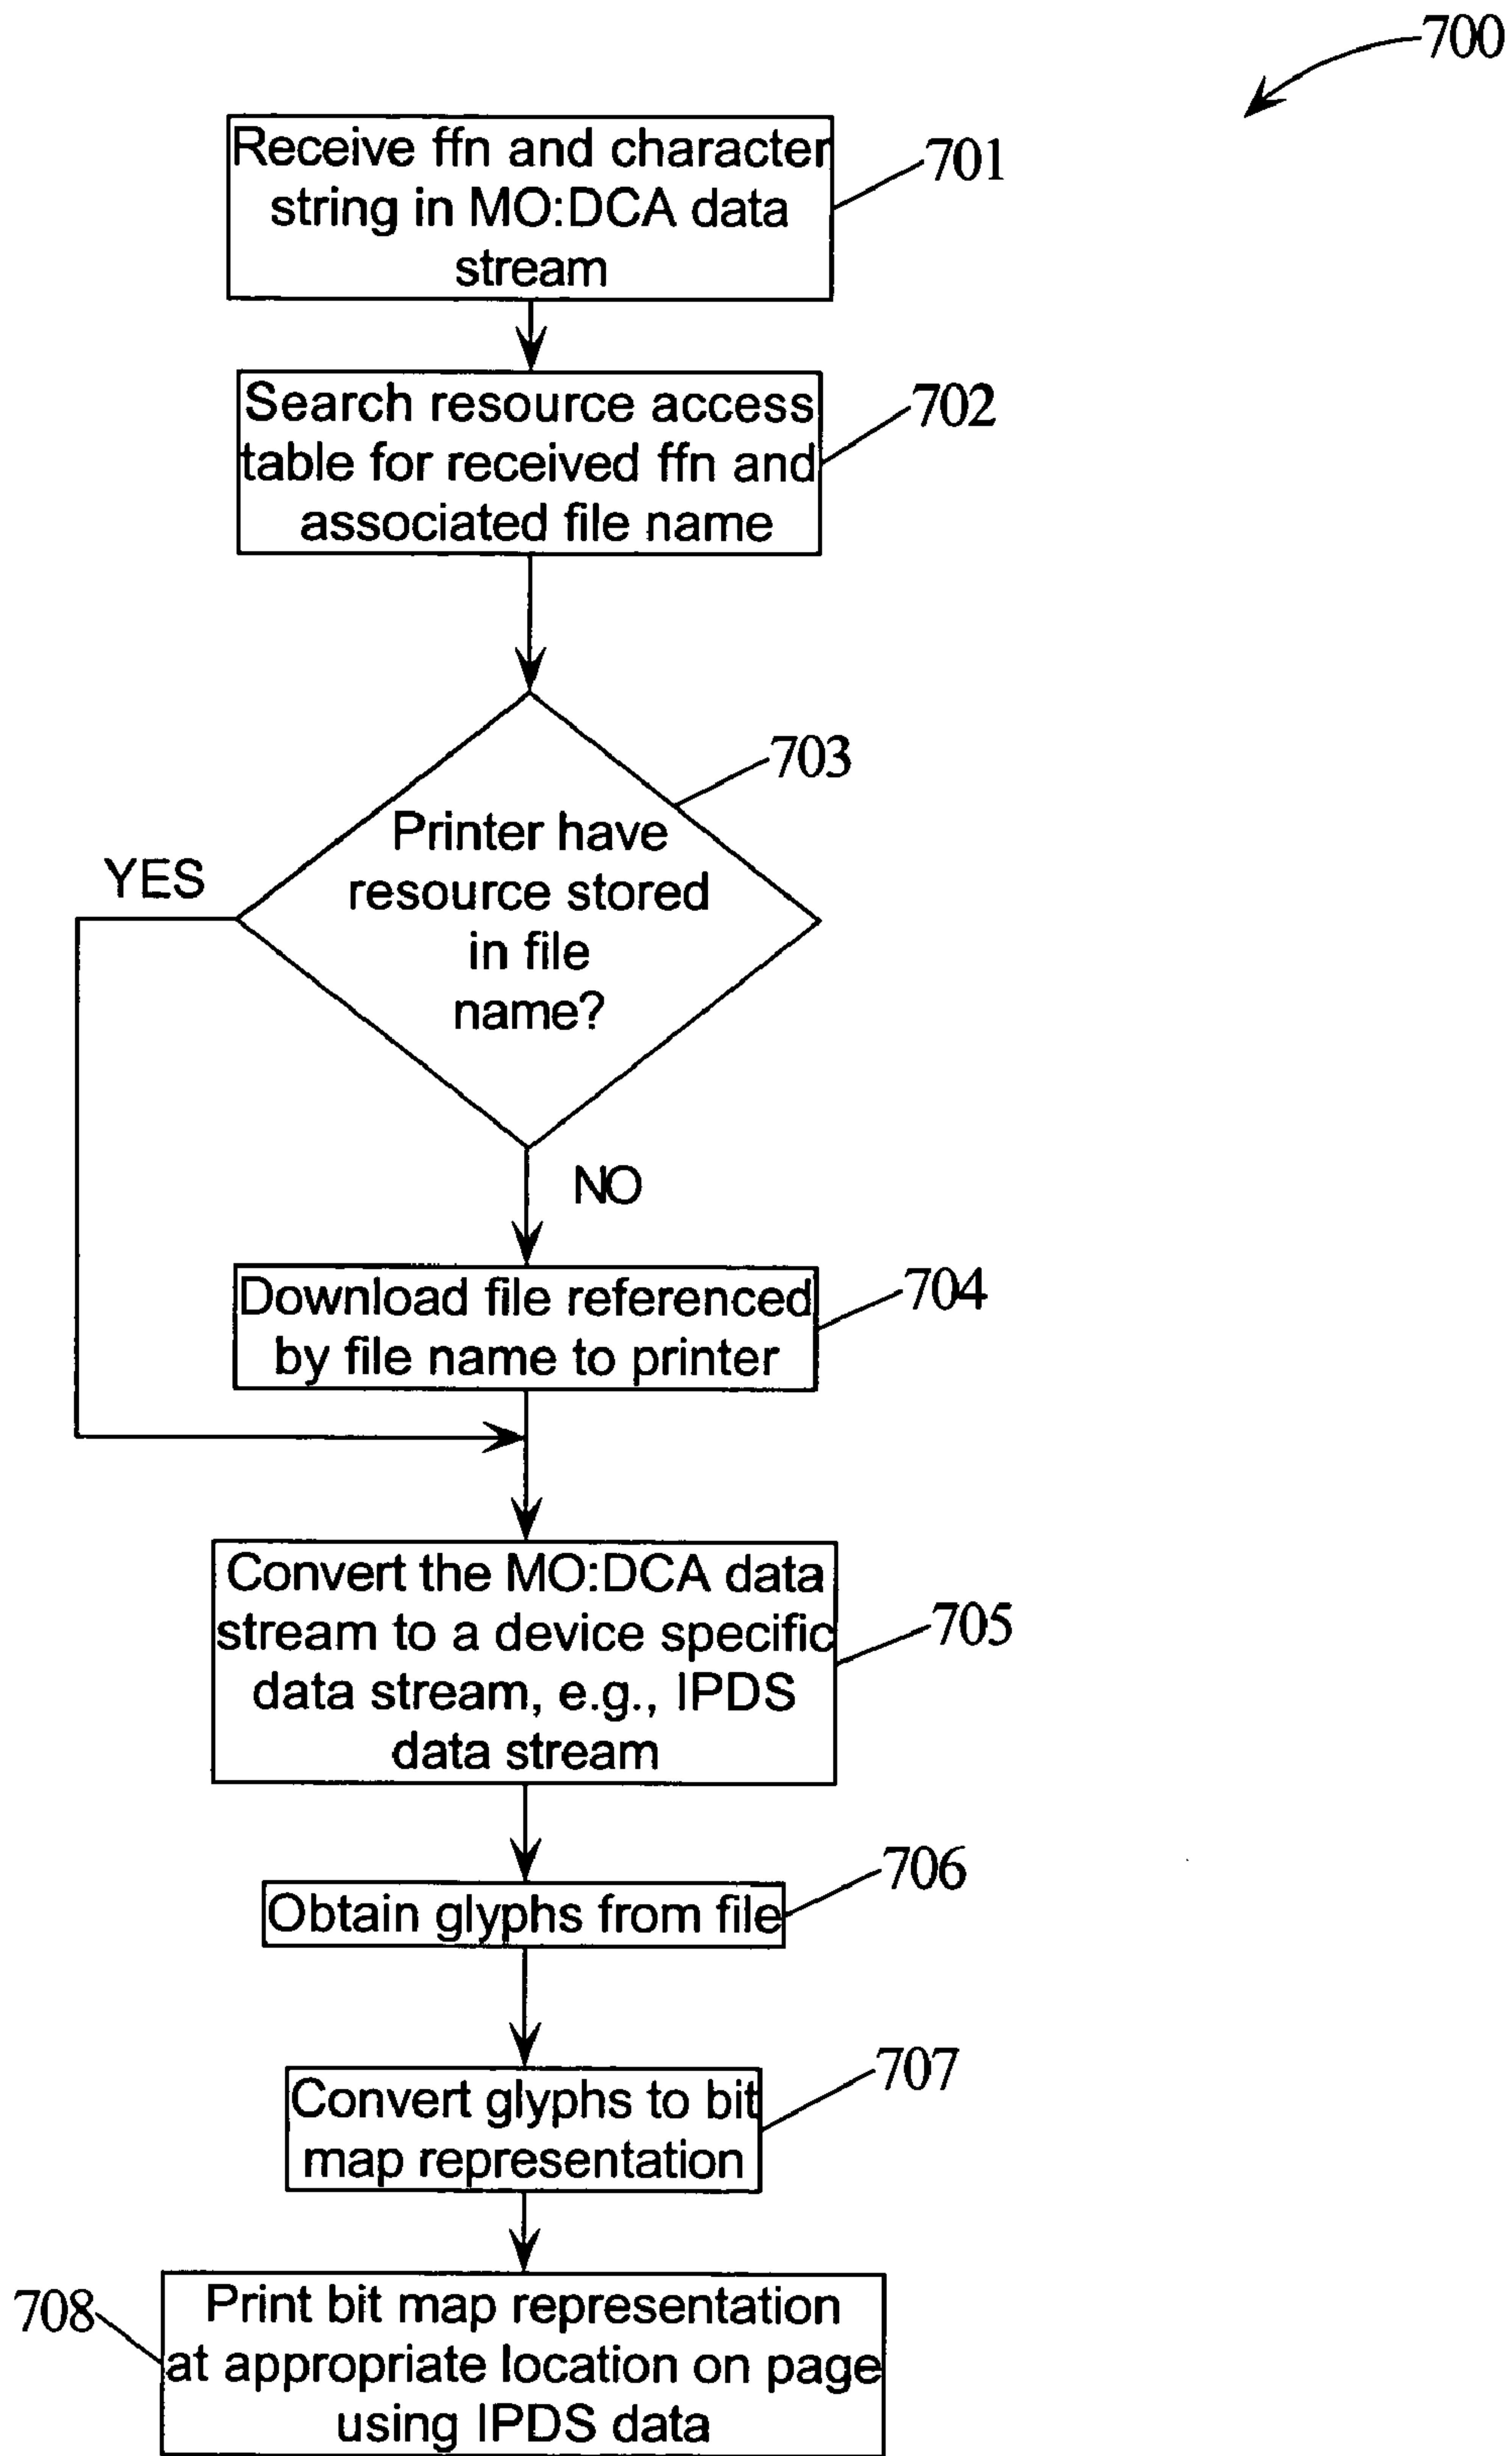 700
Receive ffn and character
string in MO:DCA data
stream
701
Search resource access
table for received ffn and
associated file name
702
703
Printer have
resource stored
in file
name?
YES
NO
Download file referenced
by file name to printer
704
Convert the MO:DCA data
stream to a device specific
data stream, e.g., IPDS
data stream
705
Obtain glyphs from file
706
Convert glyphs to bit
map representation
707
708
Print bit map representation
at appropriate location on page
using IPDS data